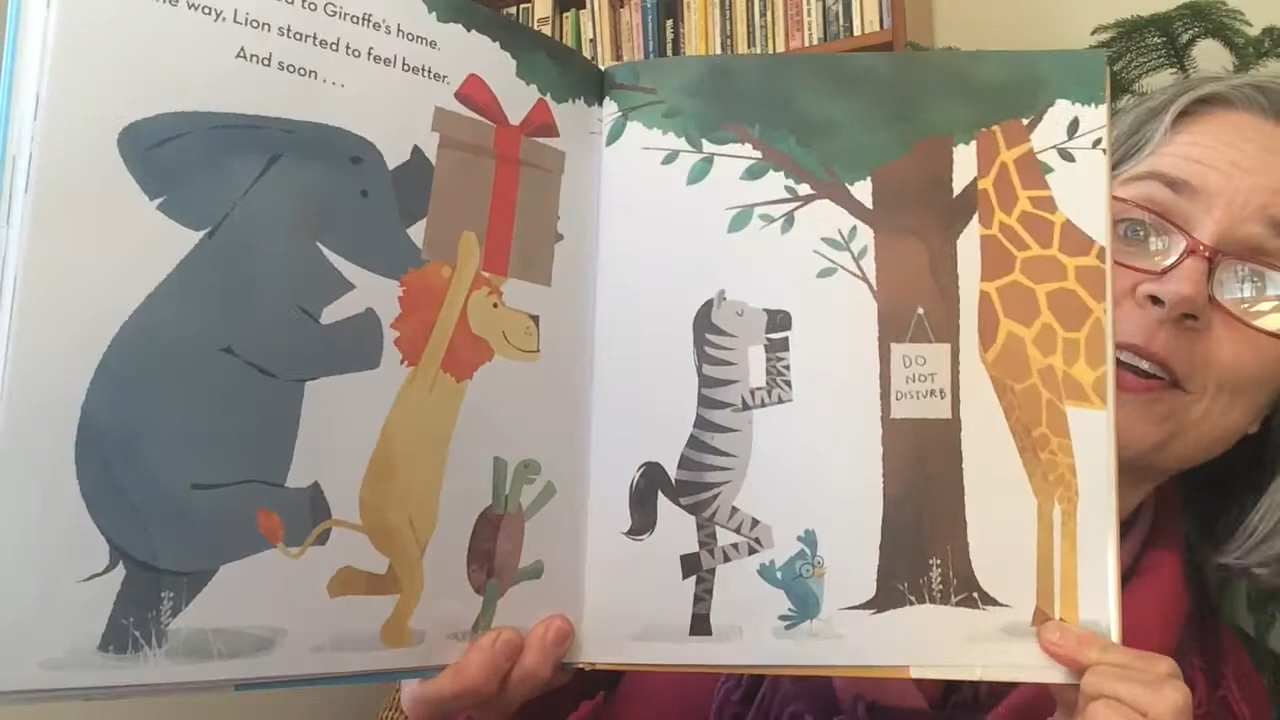 to Giraffe's home.
way, Lion started to feel better.
And soon . . .
DO
NOT
DISTURB